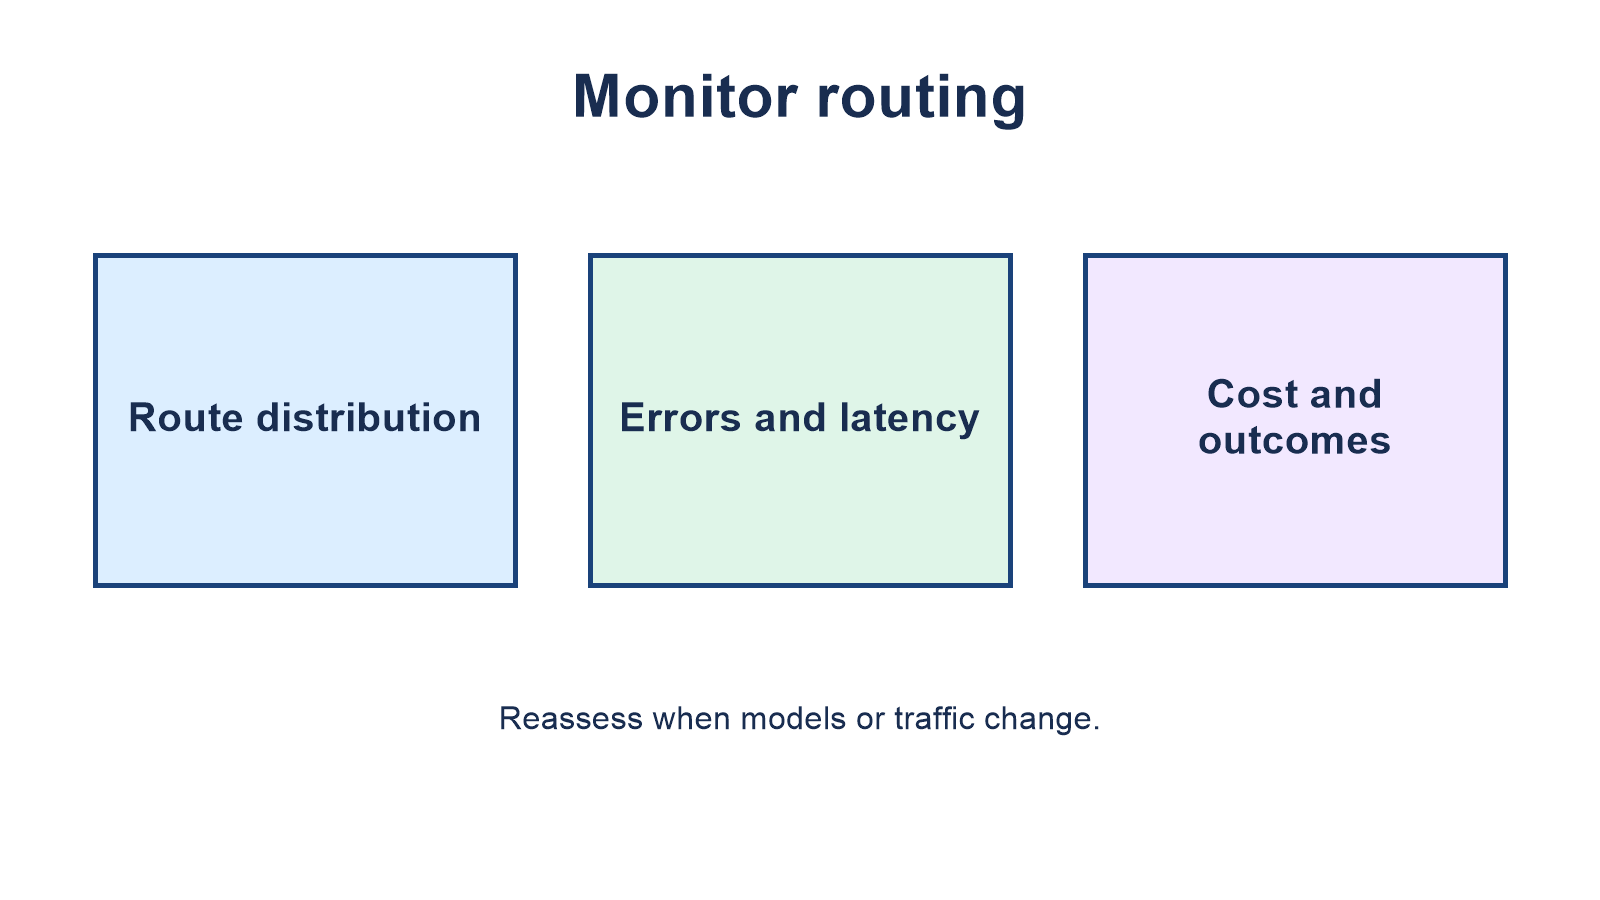 Monitor routing
Route distribution
Errors and latency
Cost and
outcomes
Reassess when models or traffic change.